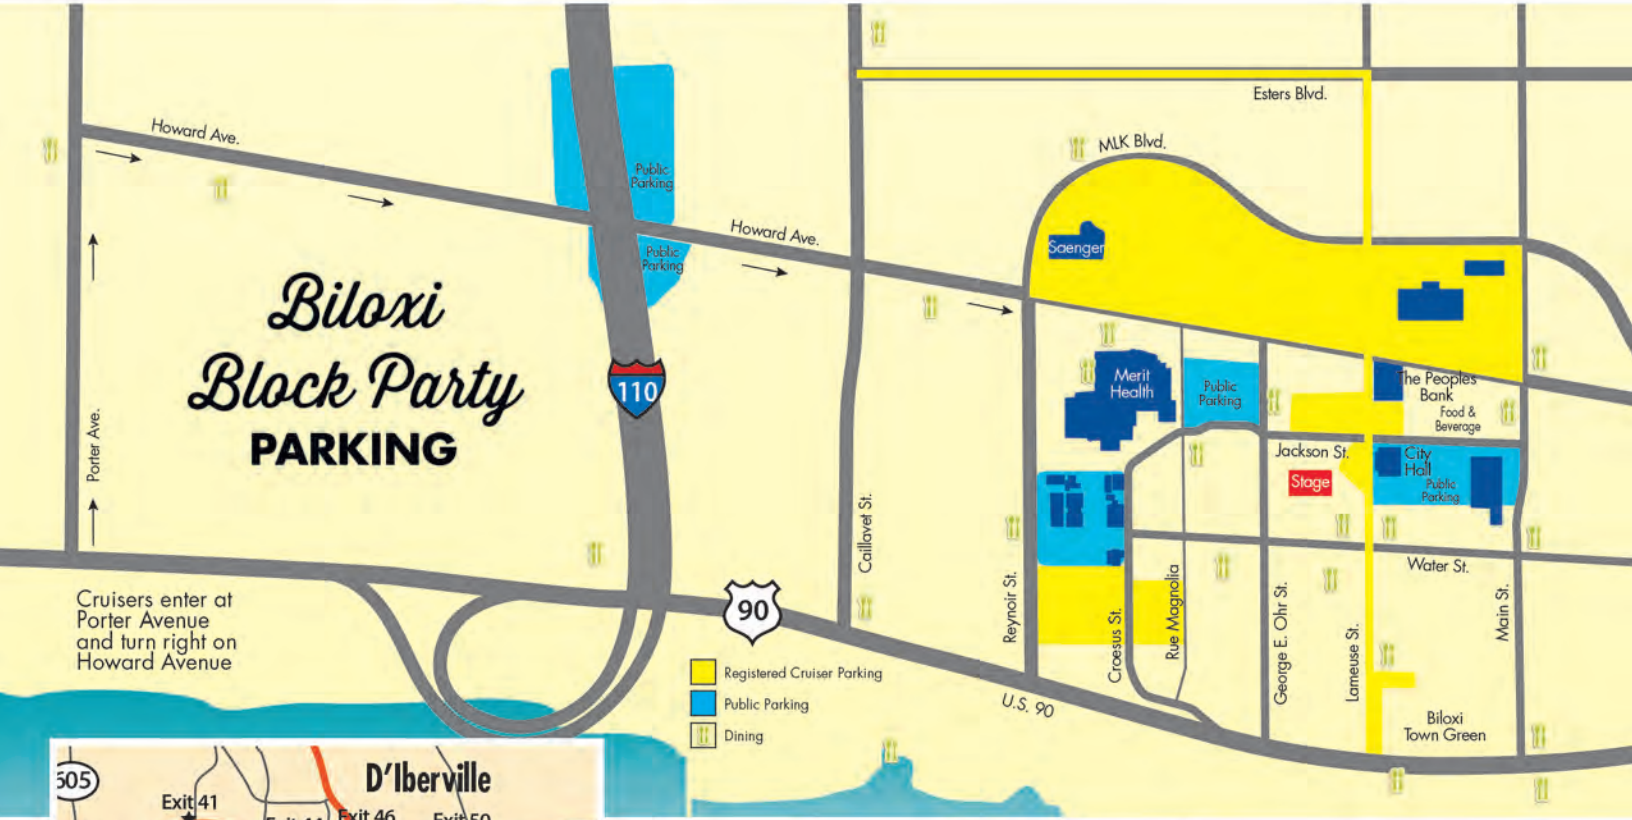 Esters Blvd.
Howard Ave.
MLK Blvd.
Public
Parking
Howard Ave.
Saenger
Public
Parking
Biloxi
Block Party
PARKING
110
Merit
Health
Public
Parking
The Peoples
Bank
Food &
Beverage
Porter Ave.
Jackson St.
City
Hall
Stage
Public
Parking
Caillavet St.
Water St.
Reynoir St.
Croesus St.
Rue Magnolia
George E. Ohr St.
Lameuse St.
Main St.
Cruisers enter at
Porter Avenue
and turn right on
Howard Avenue
90
Registered Cruiser Parking
Public Parking
Dining
U.S. 90
Biloxi
Town Green
605
D'Iberville
Exit 41
Exit 46
Exit 50